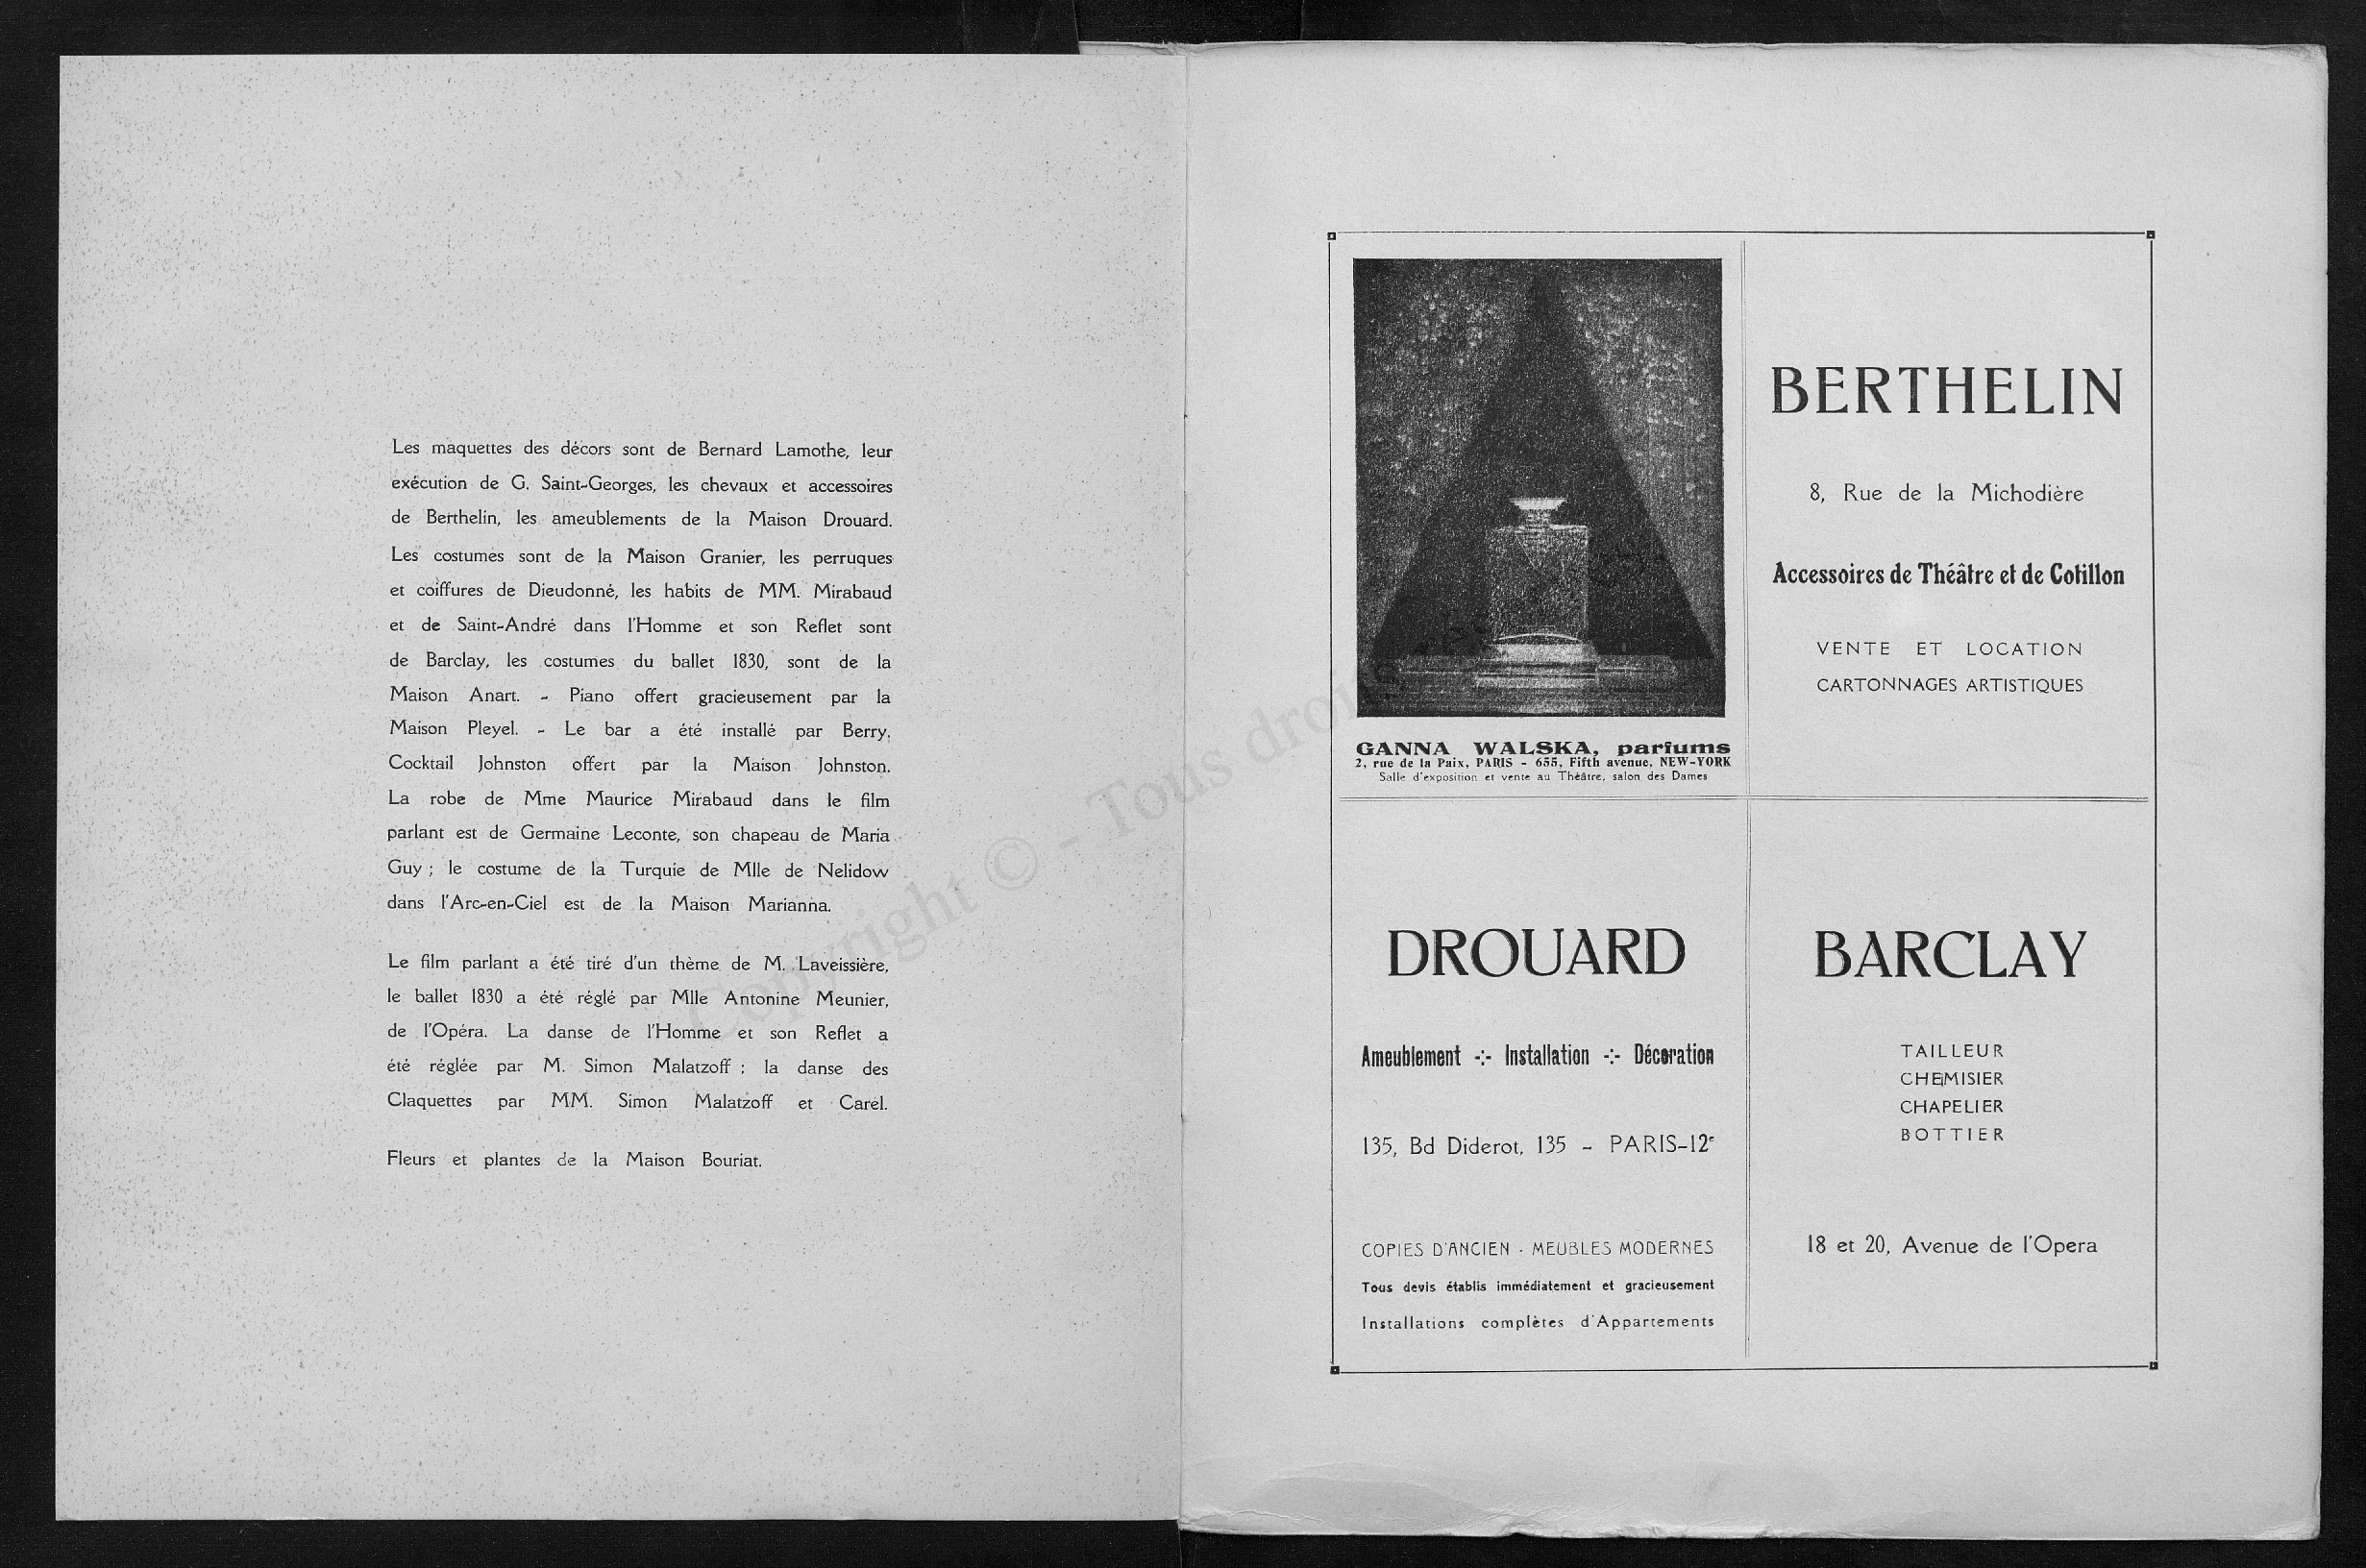 Les maquettes des décors sont de Bernard Lamothe, leur
exécution de G. Saint-Georges, les chevaux et accessoires
de Berthelin, les ameublements de la Maison Drouard.
Les costumes sont de la Maison Granier, les perruques
et coiffures de Dieudonné, les habits de MM. Mirabaud
et de Saint-André dans l'Homme et son Reflet sont
de Barclay, les costumes du ballet 1830, sont de la
Maison Anart. - Piano offert gracieusement par la
Maison Pleyel. - Le bar a été installé par Berry.
Cocktail Johnston offert par la Maison Johnston.
La robe de Mme Maurice Mirabaud dans le film
parlant est de Germaine Leconte, son chapeau de Maria
Guy ; le costume de la Turquie de Mlle de Nelidow
dans l'Arc-en-Ciel est de la Maison Marianna.
Le film parlant a été tiré d'un thème de M. Laveissière,
le ballet 1830 a été réglé par Mlle Antonine Meunier,
de l'Opéra. La danse de l'Homme et son Reflet a
été réglée par M. Simon Malatzoff ; la danse des
Claquettes par MM. Simon Malatzoff et Carel.
Fleurs et plantes de la Maison Bouriat.
GANNA WALSKA, parfums
2, rue de la Paix, PARIS - 655, Fifth avenue, NEW-YORK
Salle d'exposition et vente au Théâtre, salon des Dames
BERTHELIN
8, Rue de la Michodière
Accessoires de Théâtre et de Cotillon
VENTE ET LOCATION
CARTONNAGES ARTISTIQUES
DROUARD
Ameublement -:- Installation -:- Décoration
135, Bd Diderot, 135 - PARIS-12e
COPIES D'ANCIEN · MEUBLES MODERNES
Tous devis établis immédiatement et gracieusement
Installations complètes d'Appartements
BARCLAY
TAILLEUR
CHEMISIER
CHAPELIER
BOTTIER
18 et 20, Avenue de l'Opera
Copyright © - Tous droits